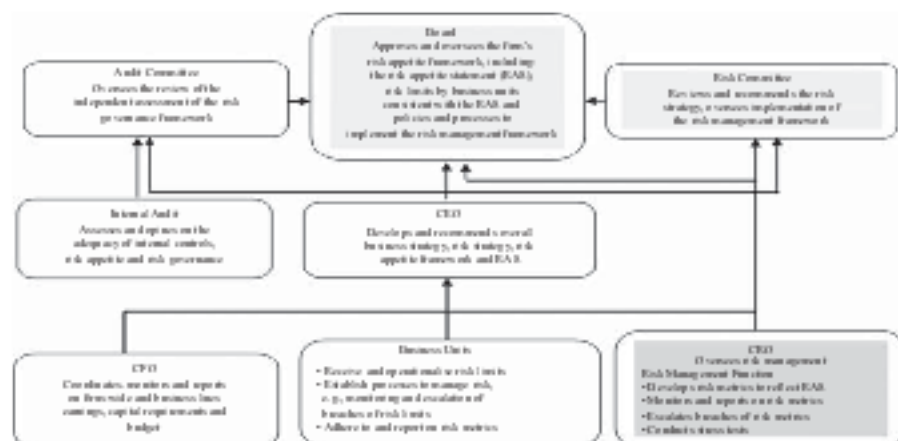 Board
Approves and oversees the firm's
risk appetite framework, including
the risk appetite statement (RAS),
risk limits by business units
consistent with the RAS and
policies and processes to
implement the risk management framework
Audit Committee
Oversees the review of the
independent assessment of the risk
governance framework
Risk Committee
Reviews and recommends the risk
strategy, oversees implementation of
the risk management framework
Internal Audit
Assesses and opines on the
adequacy of internal controls,
risk appetite and risk governance
CEO
Develops and recommends overall
business strategy, risk strategy, risk
appetite framework and RAS
CFO
Coordinates, monitors and reports
on firm-wide and business lines
earnings, capital requirements and
budget
Business Units
• Receive and operationalise risk limits
• Establish processes to manage risk,
e.g., monitoring and escalation of
breaches of risk limits
• Adhere to and report on risk metrics
Oversees risk management
Risk Management Function
• Develops risk metrics to reflect RAS
• Monitors and reports on risk metrics
• Escalates breaches of risk metrics
• Conducts stress tests